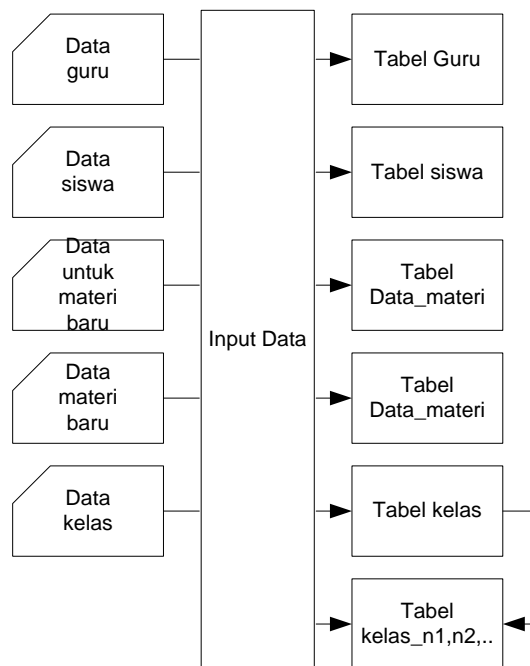 Data
guru
Tabel Guru
Data
siswa
Tabel siswa
Data
untuk
materi
baru
Tabel
Data_materi
Input Data
Data
materi
baru
Tabel
Data_materi
Data
kelas
Tabel kelas
Tabel
kelas_n1,n2,..